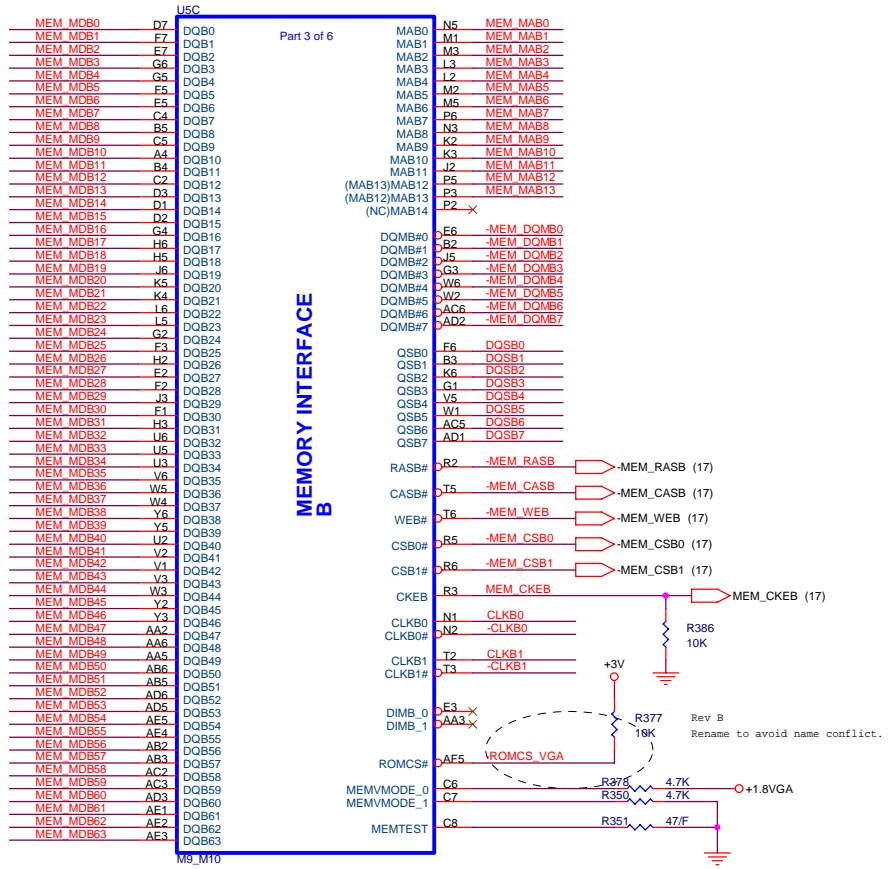 U5C
Part 3 of 6
MEM_MDB0 D7 DQB0
MEM_MDB1 F7 DQB1
MEM_MDB2 E7 DQB2
MEM_MDB3 G6 DQB3
MEM_MDB4 G5 DQB4
MEM_MDB5 F5 DQB5
MEM_MDB6 E5 DQB6
MEM_MDB7 C4 DQB7
MEM_MDB8 B5 DQB8
MEM_MDB9 C5 DQB9
MEM_MDB10 A4 DQB10
MEM_MDB11 B4 DQB11
MEM_MDB12 C2 DQB12
MEM_MDB13 D3 DQB13
MEM_MDB14 D1 DQB14
MEM_MDB15 D2 DQB15
MEM_MDB16 G4 DQB16
MEM_MDB17 H6 DQB17
MEM_MDB18 H5 DQB18
MEM_MDB19 J6 DQB19
MEM_MDB20 K5 DQB20
MEM_MDB21 K4 DQB21
MEM_MDB22 L6 DQB22
MEM_MDB23 L5 DQB23
MEM_MDB24 G2 DQB24
MEM_MDB25 F3 DQB25
MEM_MDB26 H2 DQB26
MEM_MDB27 E2 DQB27
MEM_MDB28 F2 DQB28
MEM_MDB29 J3 DQB29
MEM_MDB30 F1 DQB30
MEM_MDB31 H3 DQB31
MEM_MDB32 U6 DQB32
MEM_MDB33 U5 DQB33
MEM_MDB34 U3 DQB34
MEM_MDB35 V6 DQB35
MEM_MDB36 W5 DQB36
MEM_MDB37 W4 DQB37
MEM_MDB38 Y6 DQB38
MEM_MDB39 Y5 DQB39
MEM_MDB40 U2 DQB40
MEM_MDB41 V2 DQB41
MEM_MDB42 V1 DQB42
MEM_MDB43 V3 DQB43
MEM_MDB44 W3 DQB44
MEM_MDB45 Y2 DQB45
MEM_MDB46 Y3 DQB46
MEM_MDB47 AA2 DQB47
MEM_MDB48 AA6 DQB48
MEM_MDB49 AA5 DQB49
MEM_MDB50 AB6 DQB50
MEM_MDB51 AB5 DQB51
MEM_MDB52 AD6 DQB52
MEM_MDB53 AD5 DQB53
MEM_MDB54 AE5 DQB54
MEM_MDB55 AE4 DQB55
MEM_MDB56 AB2 DQB56
MEM_MDB57 AB3 DQB57
MEM_MDB58 AC2 DQB58
MEM_MDB59 AC3 DQB59
MEM_MDB60 AD3 DQB60
MEM_MDB61 AE1 DQB61
MEM_MDB62 AE2 DQB62
MEM_MDB63 AE3 DQB63
M9_M10
MEMORY INTERFACE
B
MAB0 N5 MEM_MAB0
MAB1 M1 MEM_MAB1
MAB2 M3 MEM_MAB2
MAB3 L3 MEM_MAB3
MAB4 L2 MEM_MAB4
MAB5 M2 MEM_MAB5
MAB6 M5 MEM_MAB6
MAB7 P6 MEM_MAB7
MAB8 N3 MEM_MAB8
MAB9 K2 MEM_MAB9
MAB10 K3 MEM_MAB10
MAB11 J2 MEM_MAB11
(MAB13)MAB12 P5 MEM_MAB12
(MAB12)MAB13 P3 MEM_MAB13
(NC)MAB14 P2
DQMB#0 E6 -MEM_DQMB0
DQMB#1 B2 -MEM_DQMB1
DQMB#2 J5 -MEM_DQMB2
DQMB#3 G3 -MEM_DQMB3
DQMB#4 W6 -MEM_DQMB4
DQMB#5 W2 -MEM_DQMB5
DQMB#6 AC6 -MEM_DQMB6
DQMB#7 AD2 -MEM_DQMB7
QSB0 F6 DQSB0
QSB1 B3 DQSB1
QSB2 K6 DQSB2
QSB3 G1 DQSB3
QSB4 V5 DQSB4
QSB5 W1 DQSB5
QSB6 AC5 DQSB6
QSB7 AD1 DQSB7
RASB# R2 -MEM_RASB -MEM_RASB (17)
CASB# T5 -MEM_CASB -MEM_CASB (17)
WEB# T6 -MEM_WEB -MEM_WEB (17)
CSB0# R5 -MEM_CSB0 -MEM_CSB0 (17)
CSB1# R6 -MEM_CSB1 -MEM_CSB1 (17)
CKEB R3 MEM_CKEB MEM_CKEB (17)
R386
10K
CLKB0 N1 CLKB0
CLKB0# N2 -CLKB0
CLKB1 T2 CLKB1
CLKB1# T3 -CLKB1
+3V
DIMB_0 E3
DIMB_1 AA3
R377
10K
Rev B
Rename to avoid name conflict.
ROMCS# AF5 -ROMCS_VGA
MEMVMODE_0 C6 R378 4.7K +1.8VGA
MEMVMODE_1 C7 R350 4.7K
MEMTEST C8 R351 47/F